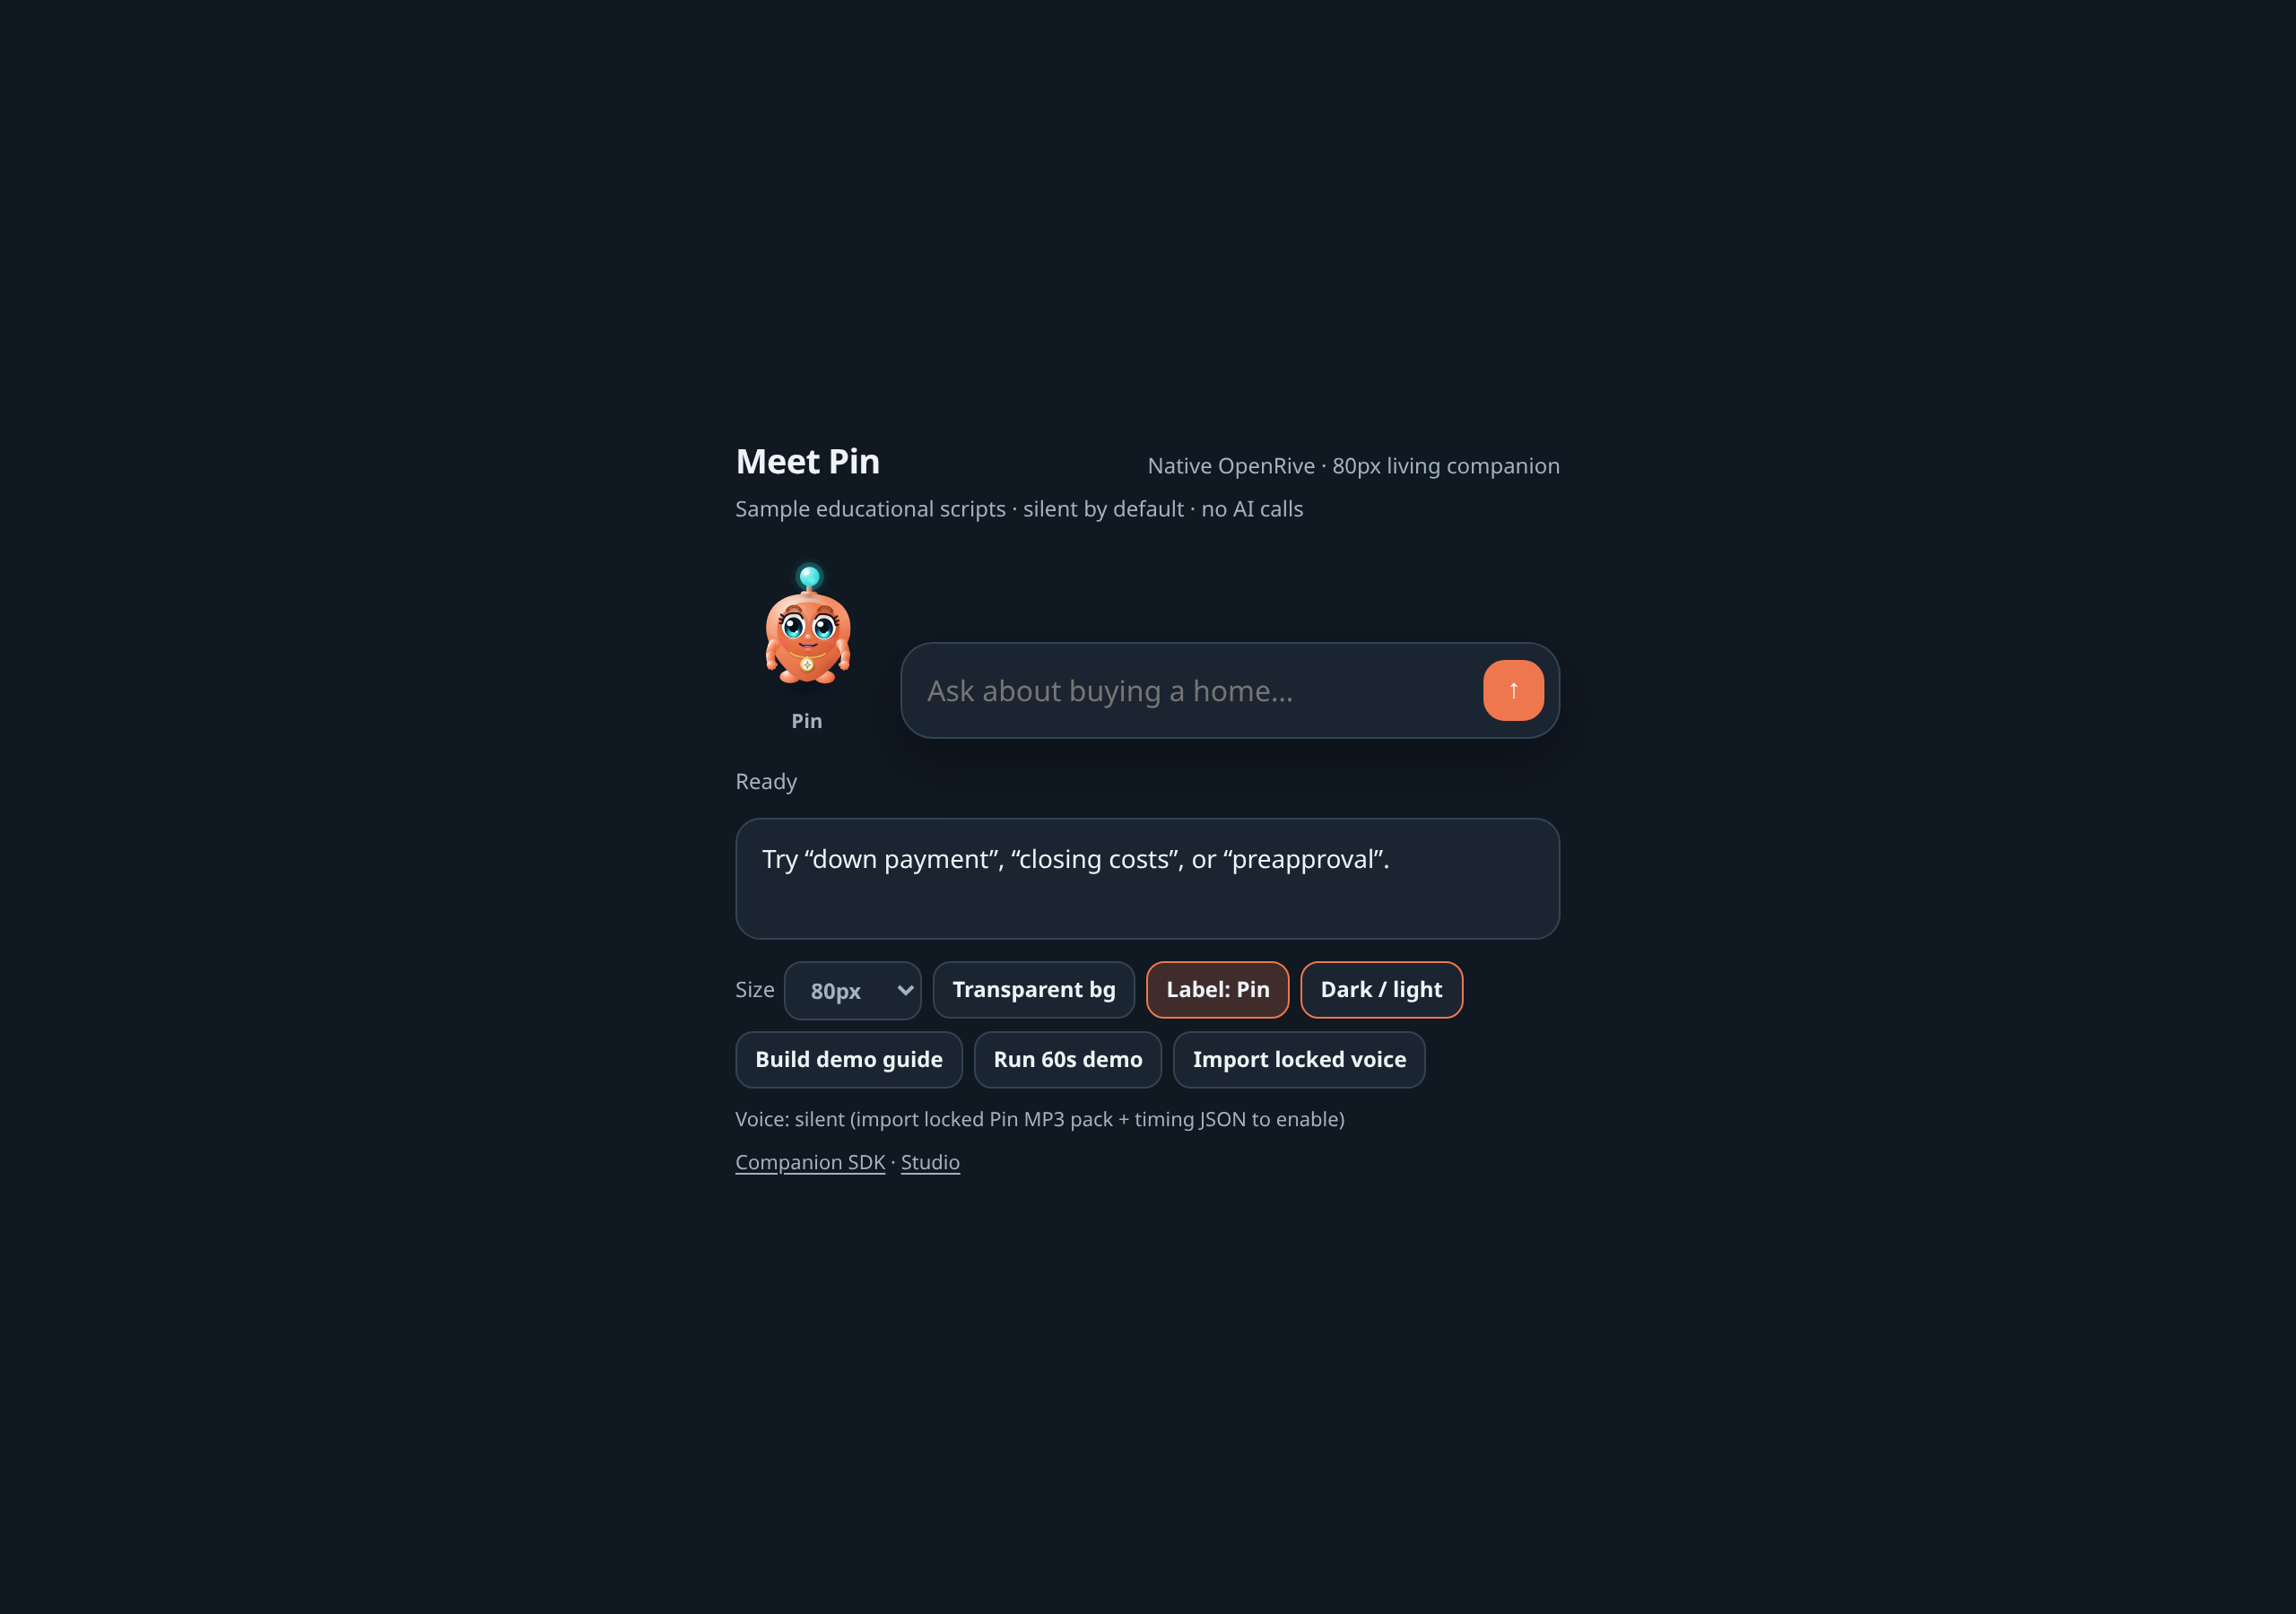 Meet Pin
Native OpenRive · 80px living companion
Sample educational scripts · silent by default · no AI calls
Ask about buying a home...
↑
Pin
Ready
Try “down payment”, “closing costs”, or “preapproval”.
Size 80px Transparent bg Label: Pin Dark / light
Build demo guide Run 60s demo Import locked voice
Voice: silent (import locked Pin MP3 pack + timing JSON to enable)
Companion SDK · Studio